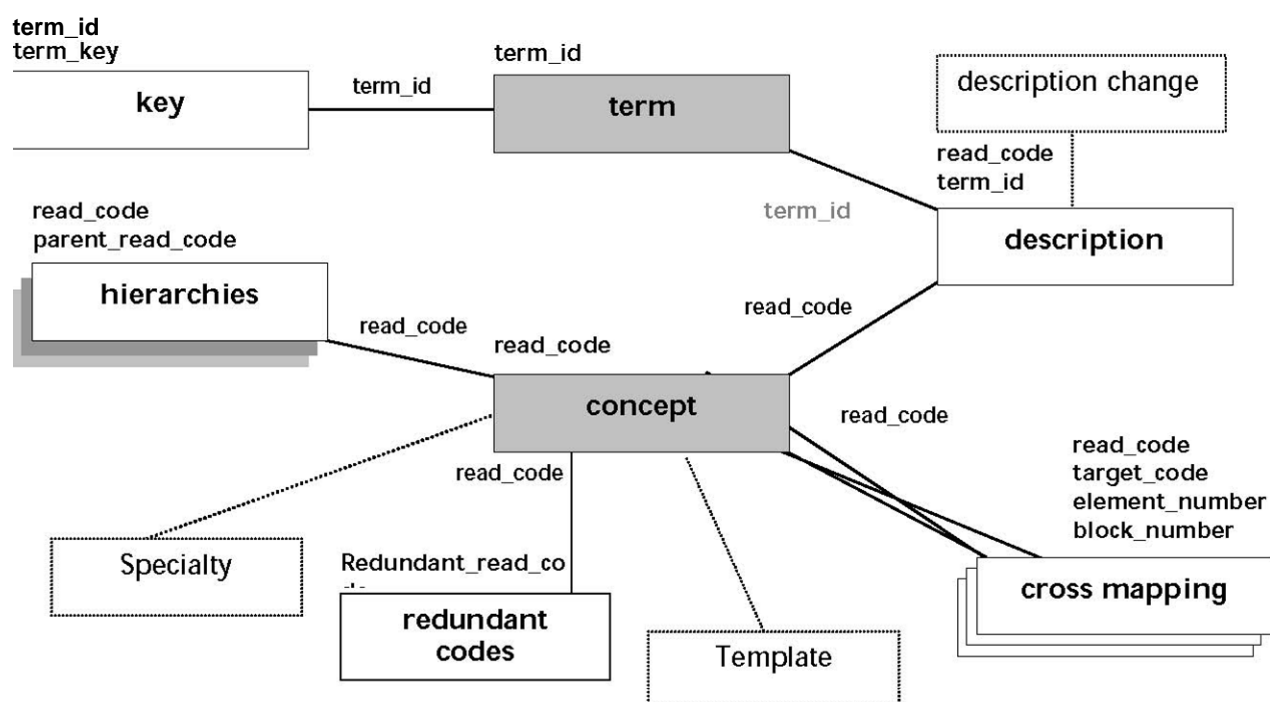 term_id
term_key
key
term_id
term_id
term
description change
read_code
term_id
term_id
description
read_code
parent_read_code
hierarchies
read_code
read_code
read_code
concept
read_code
read_code
read_code
target_code
element_number
block_number
cross mapping
Specialty
Redundant_read_co
redundant
codes
Template